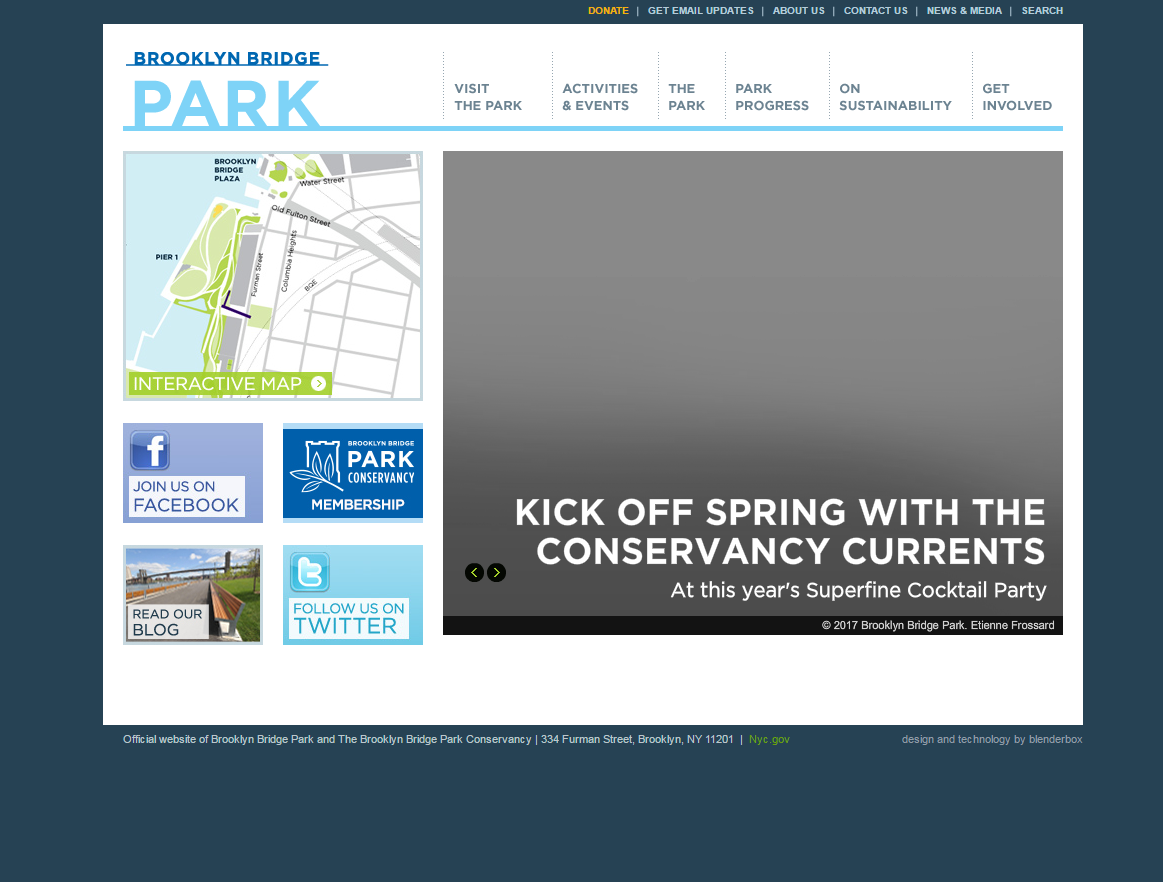 DONATE | GET EMAIL UPDATES | ABOUT US | CONTACT US | NEWS & MEDIA | SEARCH
BROOKLYN BRIDGE
PARK
VISIT
THE PARK
ACTIVITIES
& EVENTS
THE
PARK
PARK
PROGRESS
ON
SUSTAINABILITY
GET
INVOLVED
BROOKLYN
BRIDGE
PLAZA
Water Street
Old Fulton Street
Columbia Heights
PIER 1
Furman Street
BQE
INTERACTIVE MAP
JOIN US ON
FACEBOOK
BROOKLYN BRIDGE
PARK
CONSERVANCY
MEMBERSHIP
READ OUR
BLOG
FOLLOW US ON
TWITTER
KICK OFF SPRING WITH THE
CONSERVANCY CURRENTS
At this year's Superfine Cocktail Party
© 2017 Brooklyn Bridge Park. Etienne Frossard
Official website of Brooklyn Bridge Park and The Brooklyn Bridge Park Conservancy | 334 Furman Street, Brooklyn, NY 11201 | Nyc.gov
design and technology by blenderbox